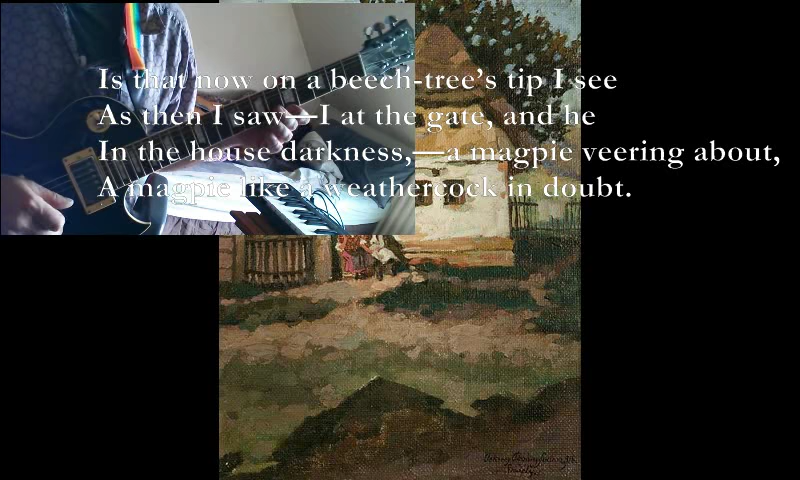 Is that now on a beech-tree’s tip I see
As then I saw—I at the gate, and he
In the house darkness,—a magpie veering about,
A magpie like a weathercock in doubt.